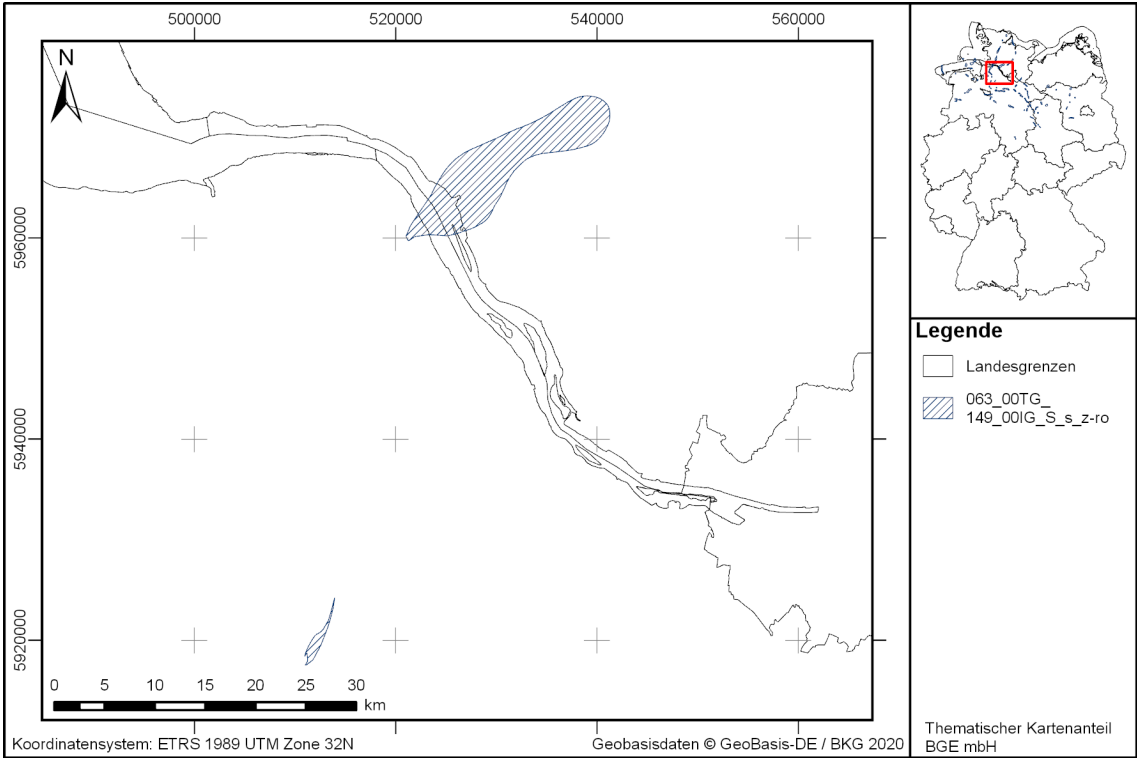 500000
520000
540000
560000
N
5960000
5940000
5920000
0 5 10 15 20 25 30
km
Koordinatensystem: ETRS 1989 UTM Zone 32N
Geobasisdaten © GeoBasis-DE / BKG 2020
Legende
Landesgrenzen
063_00TG_
149_00IG_S_s_z-ro
Thematischer Kartenanteil
BGE mbH